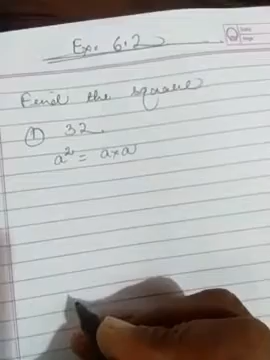 Ex. 6.2
Find the square
① 32.
a² = a×a